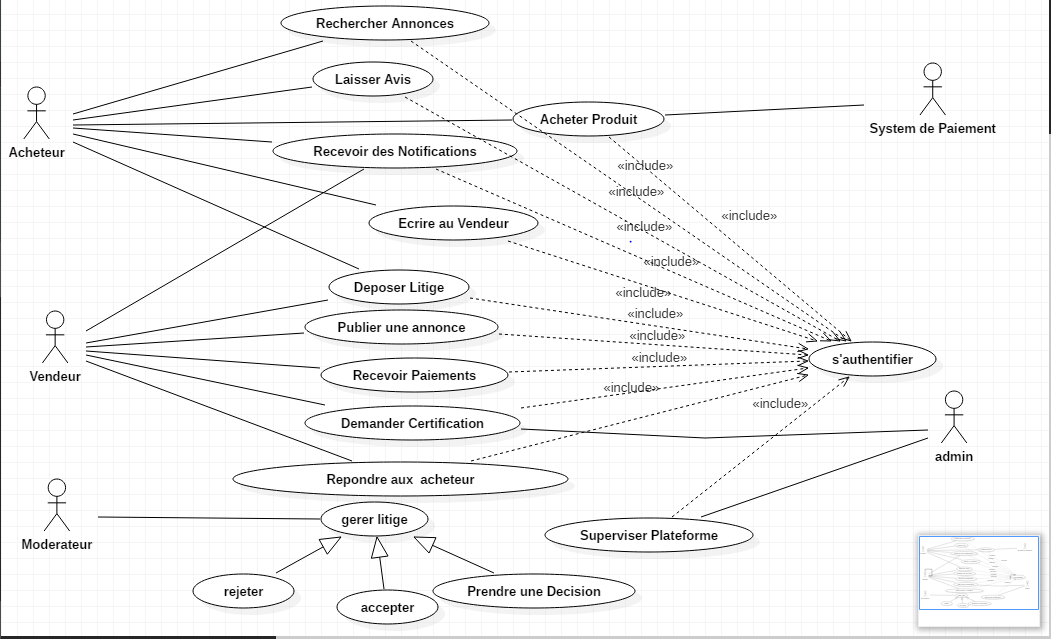 Rechercher Annonces
Laisser Avis
Acheter Produit
System de Paiement
Acheteur
Recevoir des Notifications
«include»
«include»
«include»
Ecrire au Vendeur
«include»
«include»
Deposer Litige
«include»
«include»
Publier une annonce
«include»
«include»
s'authentifier
Vendeur
Recevoir Paiements
«include»
«include»
Demander Certification
admin
Repondre aux  acheteur
gerer litige
Superviser Plateforme
Moderateur
rejeter
accepter
Prendre une Decision